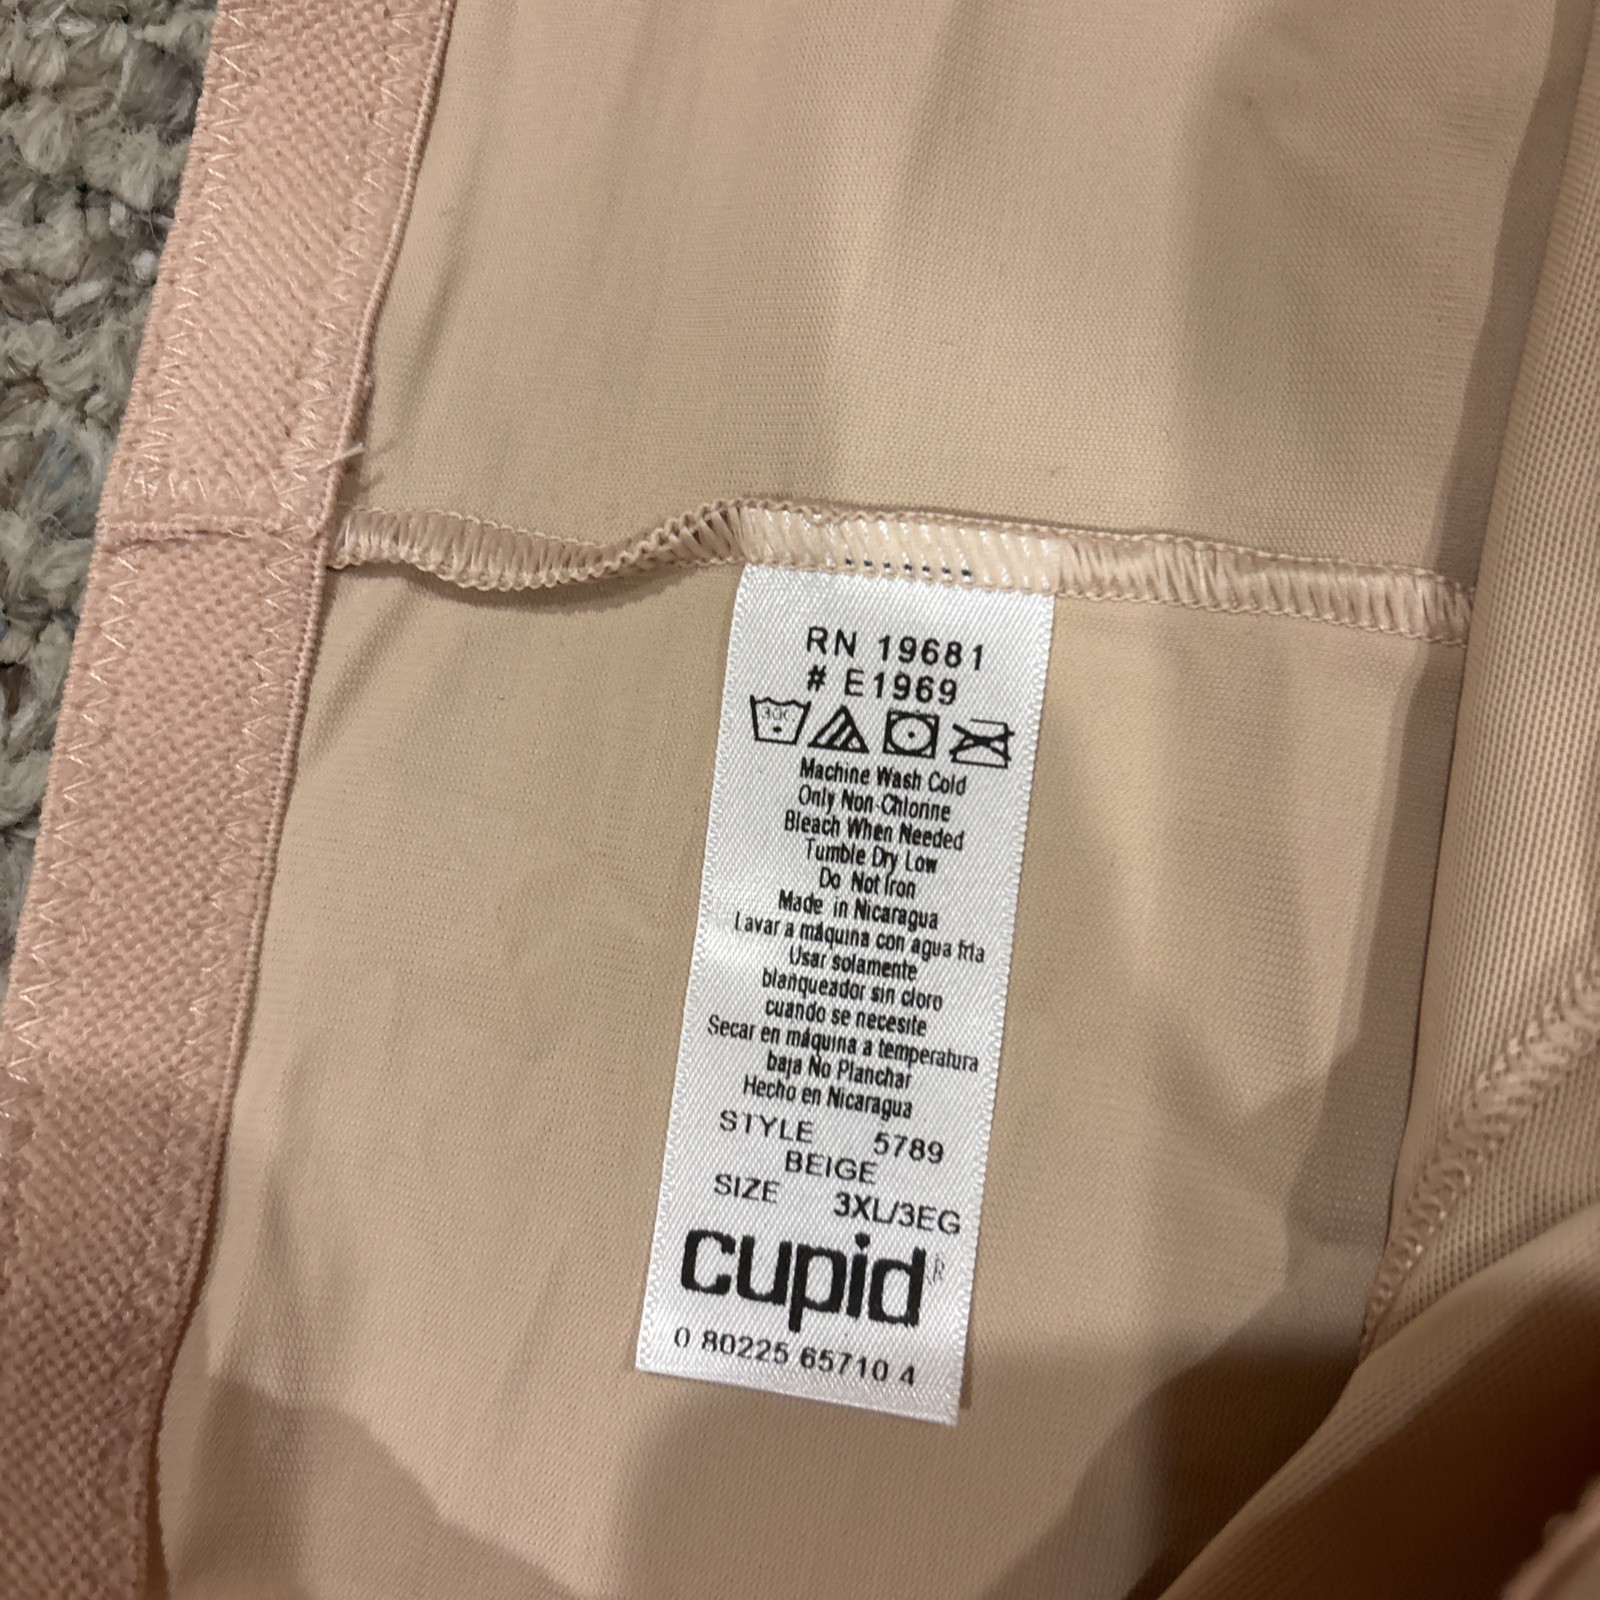 RN 19681
# E1969
30C
Machine Wash Cold
Only Non-Chlorine
Bleach When Needed
Tumble Dry Low
Do Not Iron
Made in Nicaragua
Lavar a máquina con agua fría
Usar solamente
blanqueador sin cloro
cuando se necesite
Secar en máquina a temperatura
baja No Planchar
Hecho en Nicaragua
STYLE 5789
BEIGE
SIZE 3XL/3EG
cupid®
0 80225 65710 4